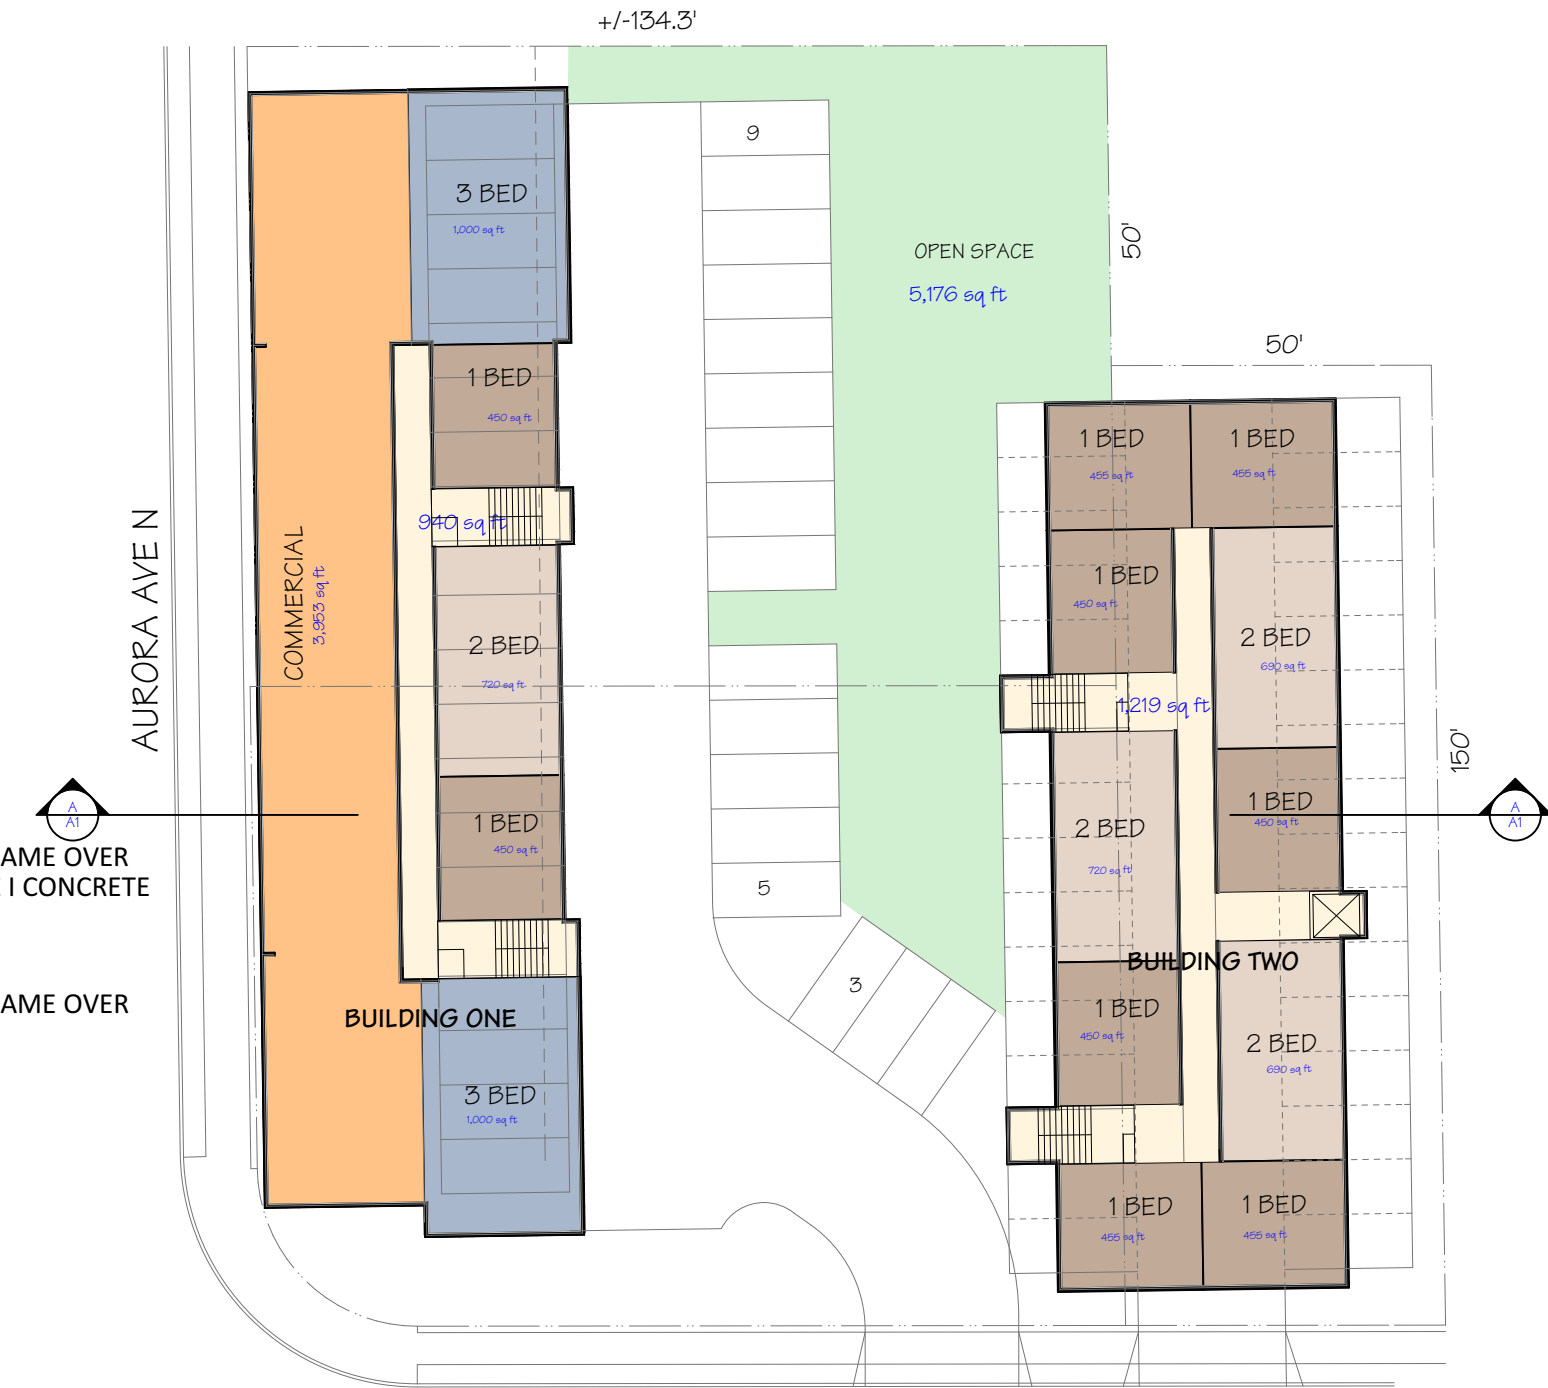 +/-134.3'
9
3 BED
1,000 sq ft
50'
OPEN SPACE
5,176 sq ft
50'
1 BED
450 sq ft
1 BED
455 sq ft
1 BED
455 sq ft
940 sq ft
AURORA AVE N
COMMERCIAL
3,953 sq ft
1 BED
450 sq ft
2 BED
690 sq ft
2 BED
720 sq ft
1,219 sq ft
150'
A
A1
A
A1
1 BED
450 sq ft
1 BED
450 sq ft
2 BED
720 sq ft
AME OVER
I CONCRETE
5
BUILDING TWO
3
AME OVER
BUILDING ONE
1 BED
450 sq ft
2 BED
690 sq ft
3 BED
1,000 sq ft
1 BED
455 sq ft
1 BED
455 sq ft